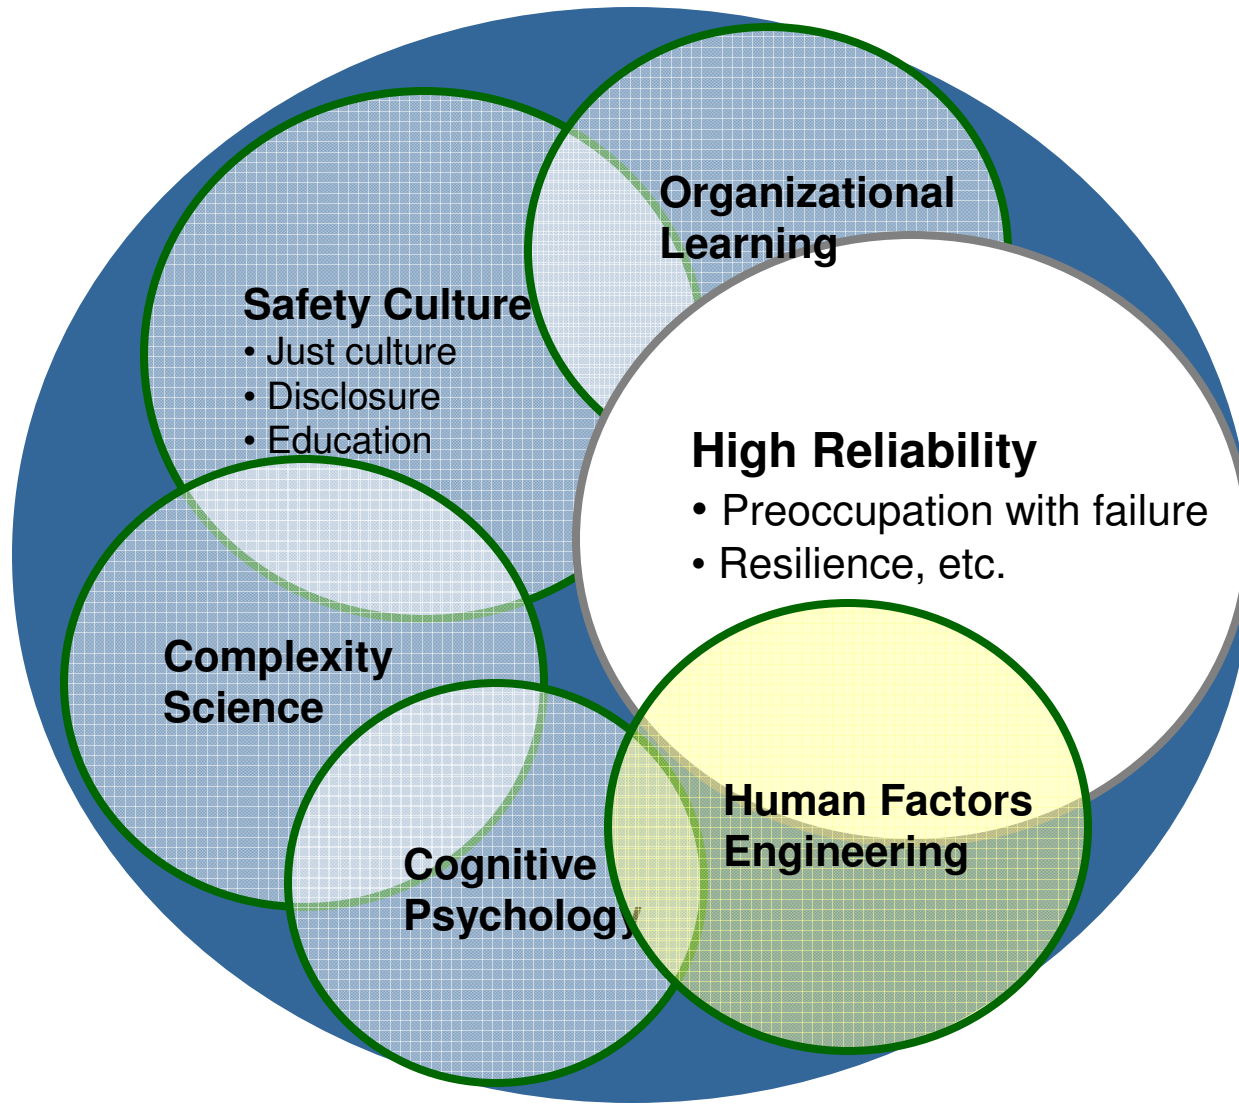 Organizational
Learning
Safety Culture
• Just culture
• Disclosure
• Education
High Reliability
• Preoccupation with failure
• Resilience, etc.
Complexity
Science
Human Factors
Engineering
Cognitive
Psychology